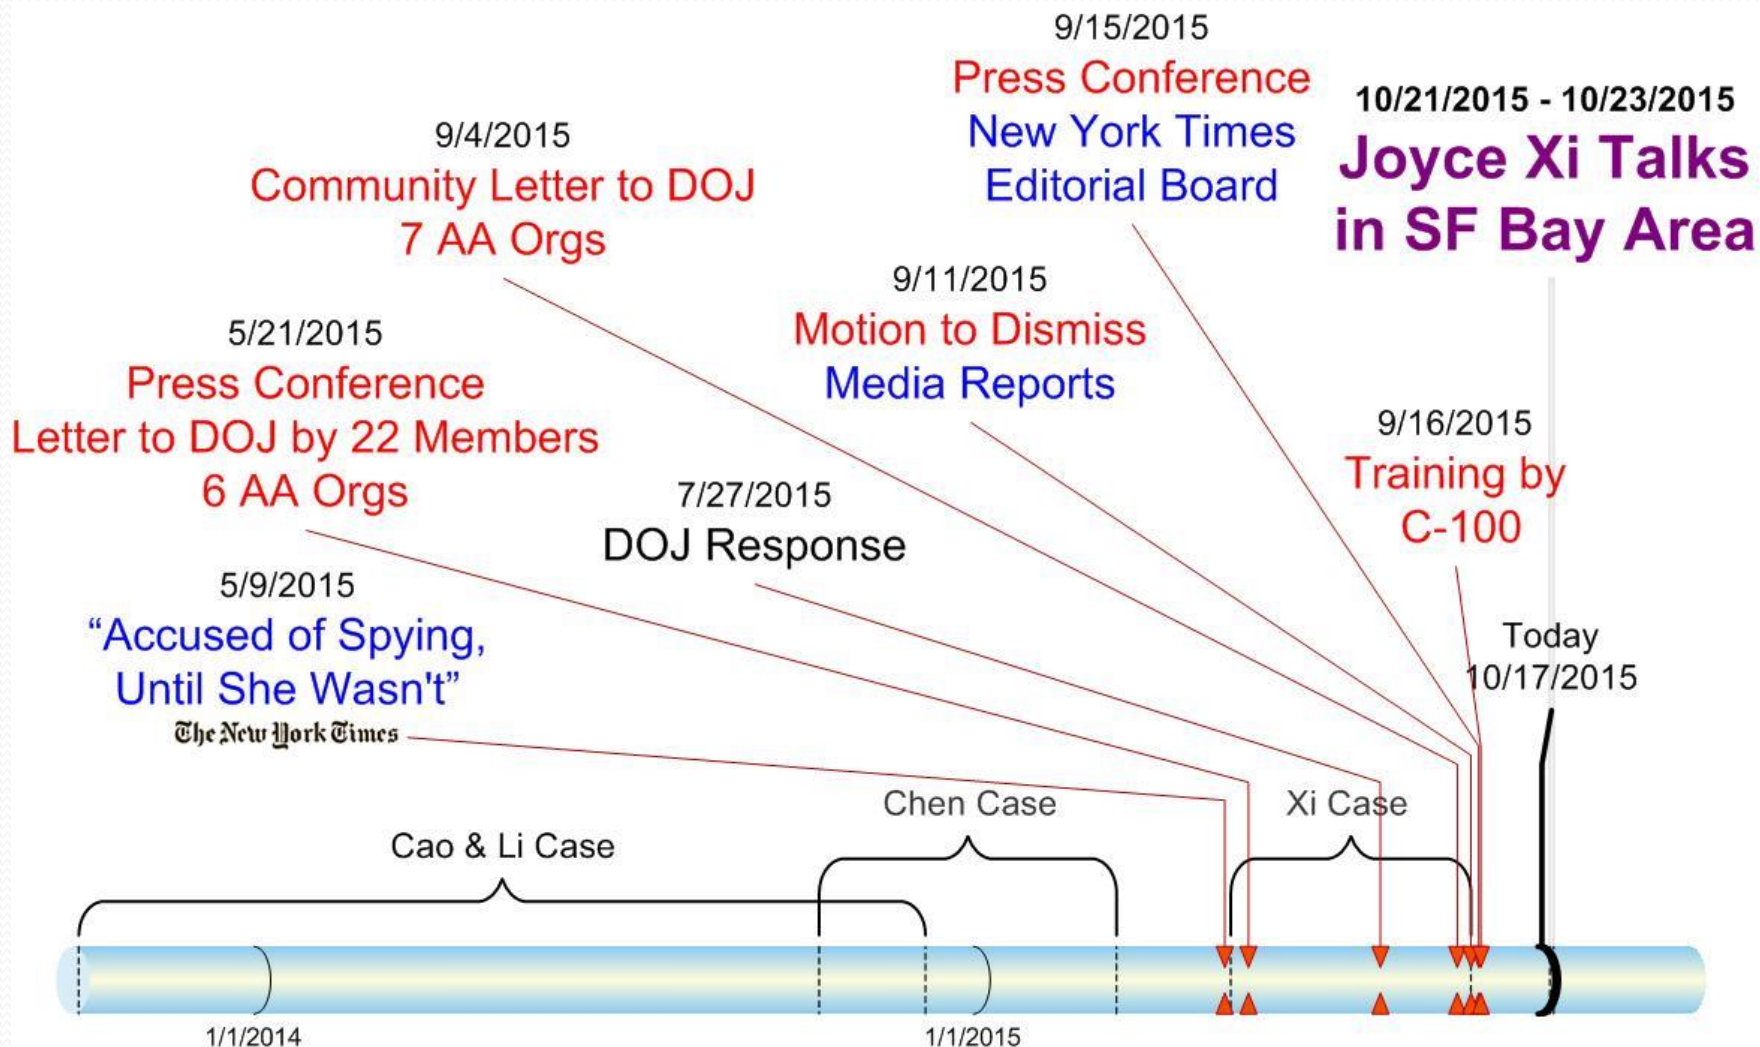 9/15/2015
Press Conference
New York Times
Editorial Board
10/21/2015 - 10/23/2015
Joyce Xi Talks
in SF Bay Area
9/4/2015
Community Letter to DOJ
7 AA Orgs
9/11/2015
Motion to Dismiss
Media Reports
5/21/2015
Press Conference
Letter to DOJ by 22 Members
6 AA Orgs
9/16/2015
Training by
C-100
7/27/2015
DOJ Response
5/9/2015
“Accused of Spying,
Until She Wasn't”
The New York Times
Today
10/17/2015
Cao & Li Case
Chen Case
Xi Case
1/1/2014
1/1/2015